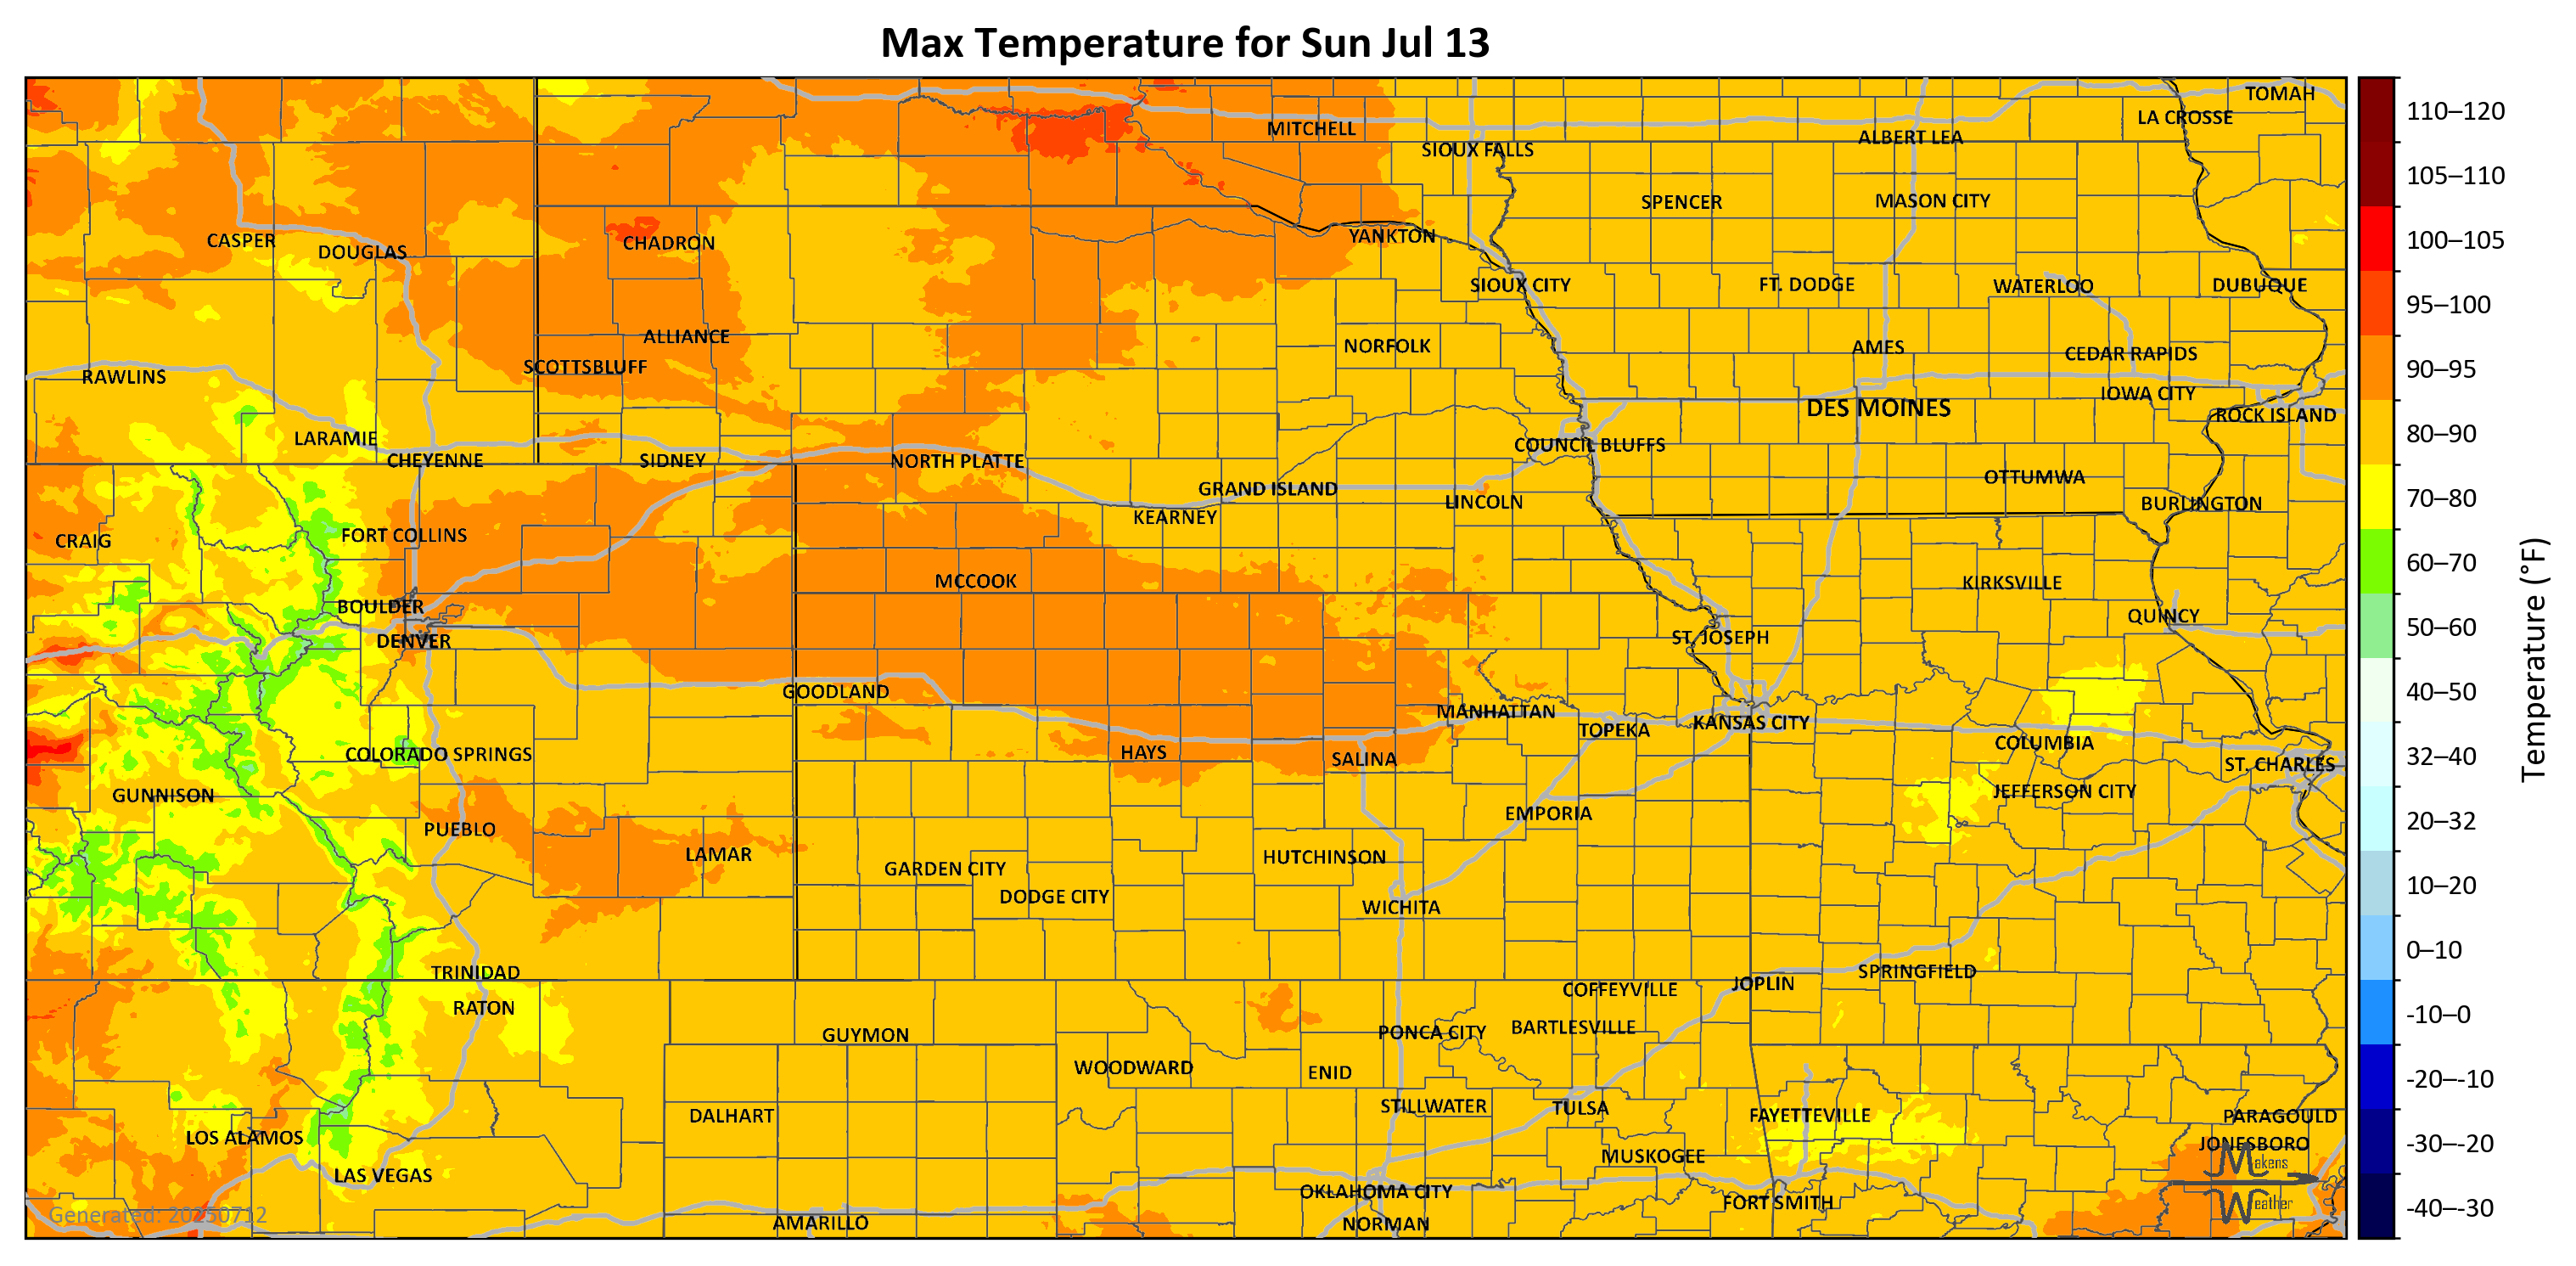 Max Temperature for Sun Jul 13
TOMAH
LA CROSSE
MITCHELL
ALBERT LEA
SIOUX FALLS
SPENCER
MASON CITY
CASPER
DOUGLAS
CHADRON
YANKTON
SIOUX CITY
FT. DODGE
WATERLOO
DUBUQUE
ALLIANCE
NORFOLK
AMES
CEDAR RAPIDS
SCOTTSBLUFF
RAWLINS
IOWA CITY
DES MOINES
ROCK ISLAND
LARAMIE
COUNCIL BLUFFS
CHEYENNE
SIDNEY
NORTH PLATTE
OTTUMWA
GRAND ISLAND
LINCOLN
BURLINGTON
KEARNEY
FORT COLLINS
CRAIG
MCCOOK
KIRKSVILLE
BOULDER
QUINCY
DENVER
ST. JOSEPH
GOODLAND
MANHATTAN
KANSAS CITY
TOPEKA
COLUMBIA
COLORADO SPRINGS
HAYS
SALINA
ST. CHARLES
GUNNISON
JEFFERSON CITY
EMPORIA
PUEBLO
LAMAR
HUTCHINSON
GARDEN CITY
DODGE CITY
WICHITA
TRINIDAD
SPRINGFIELD
JOPLIN
COFFEYVILLE
RATON
GUYMON
PONCA CITY
BARTLESVILLE
WOODWARD
ENID
STILLWATER
TULSA
DALHART
FAYETTEVILLE
PARAGOULD
LOS ALAMOS
JONESBORO
MUSKOGEE
LAS VEGAS
OKLAHOMA CITY
FORT SMITH
AMARILLO
NORMAN
Generated: 20250712
Makens
Weather
110–120
105–110
100–105
95–100
90–95
80–90
70–80
60–70
50–60
40–50
32–40
20–32
10–20
0–10
-10–0
-20–-10
-30–-20
-40–-30
Temperature (°F)